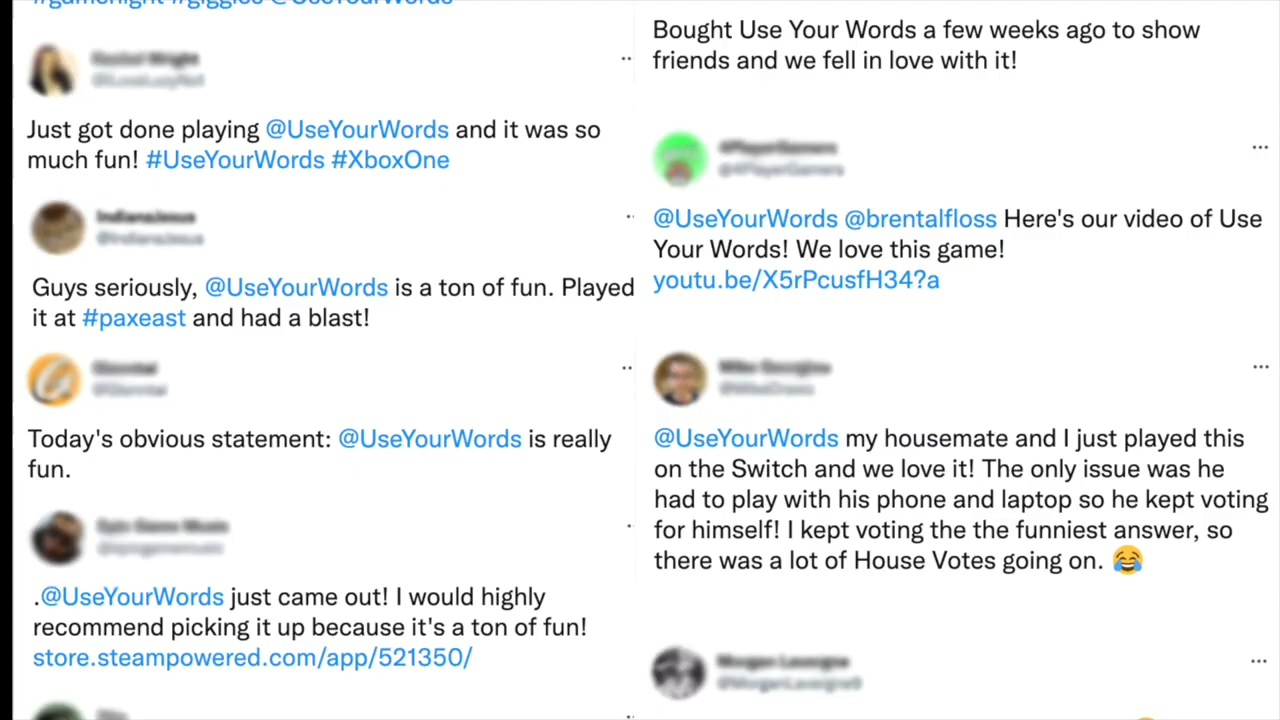 Just got done playing @UseYourWords and it was so
much fun! #UseYourWords #XboxOne
Guys seriously, @UseYourWords is a ton of fun. Played
it at #paxeast and had a blast!
Today's obvious statement: @UseYourWords is really
fun.
.@UseYourWords just came out! I would highly
recommend picking it up because it's a ton of fun!
store.steampowered.com/app/521350/
Bought Use Your Words a few weeks ago to show
friends and we fell in love with it!
@UseYourWords @brentalfloss Here's our video of Use
Your Words! We love this game!
youtu.be/X5rPcusfH34?a
@UseYourWords my housemate and I just played this
on the Switch and we love it! The only issue was he
had to play with his phone and laptop so he kept voting
for himself! I kept voting the the funniest answer, so
there was a lot of House Votes going on. 😂